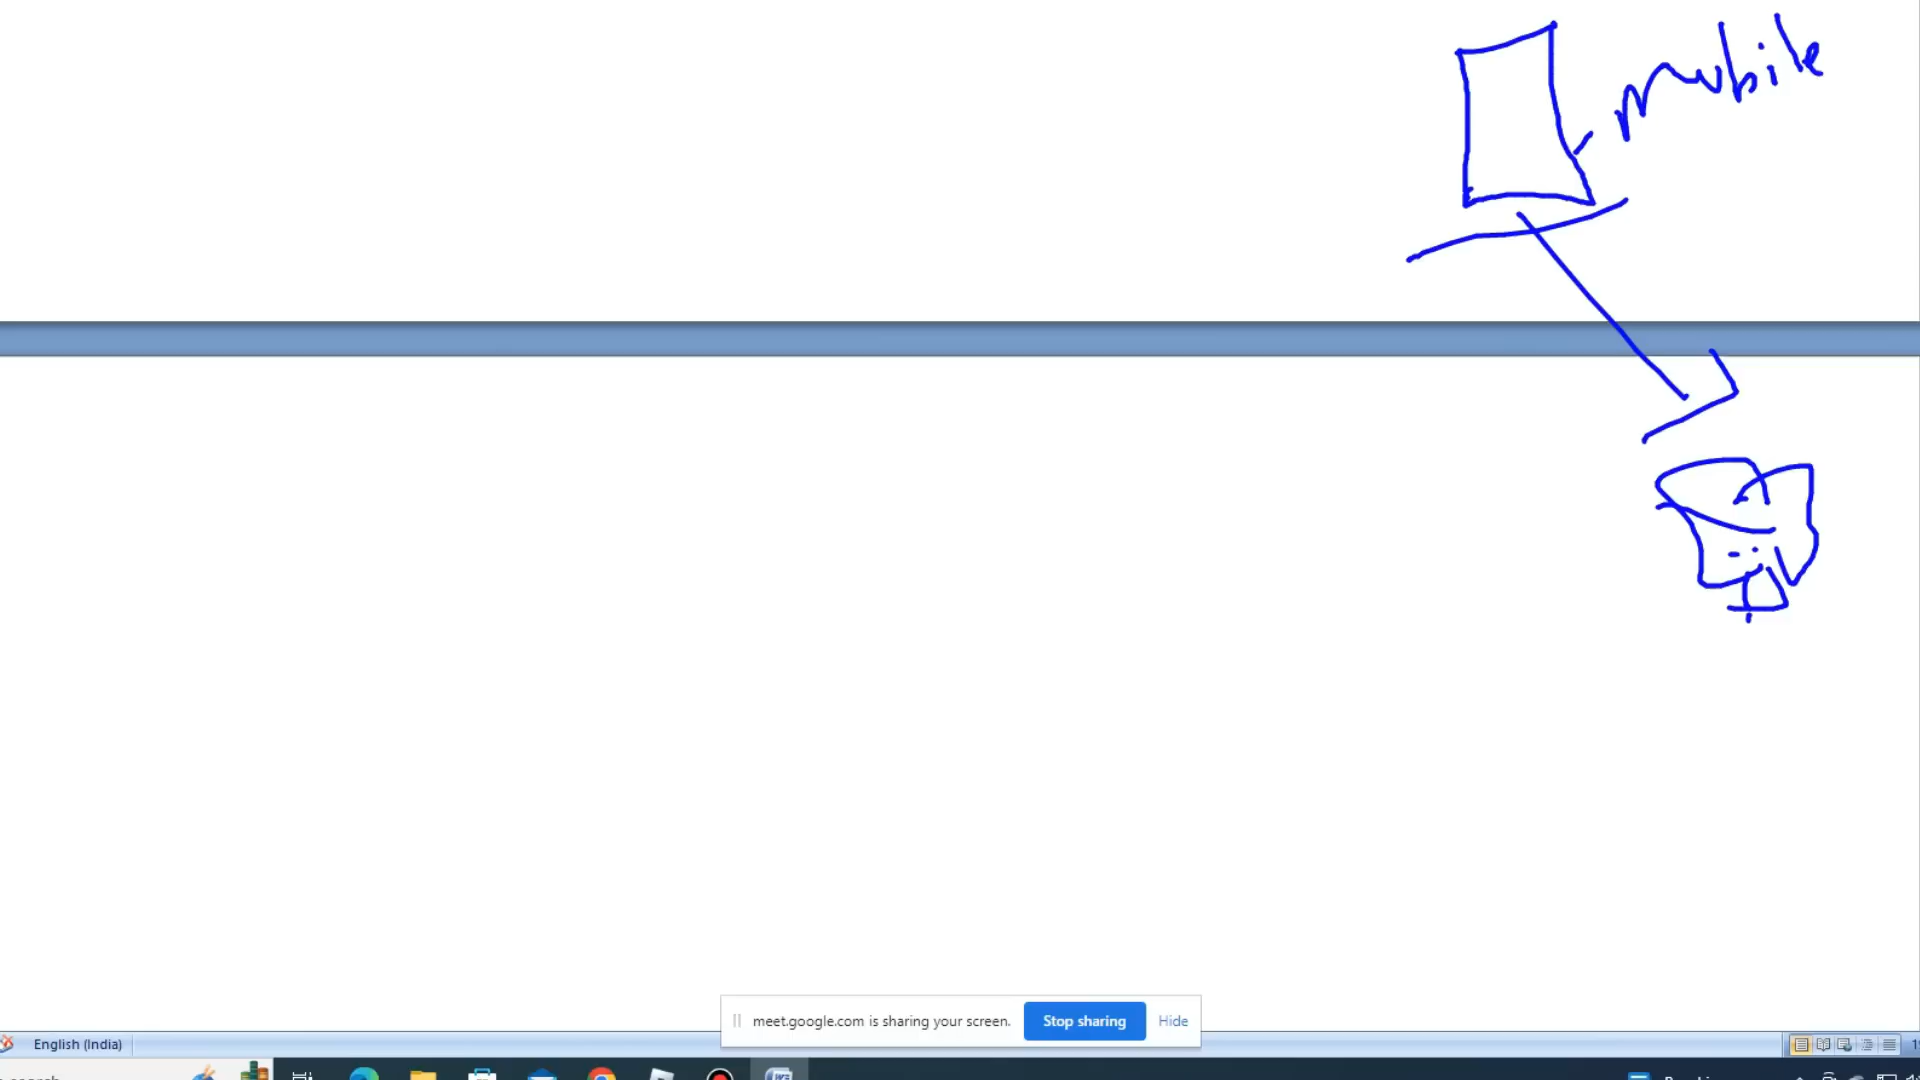 mobile
meet.google.com is sharing your screen.
Stop sharing
Hide
English (India)